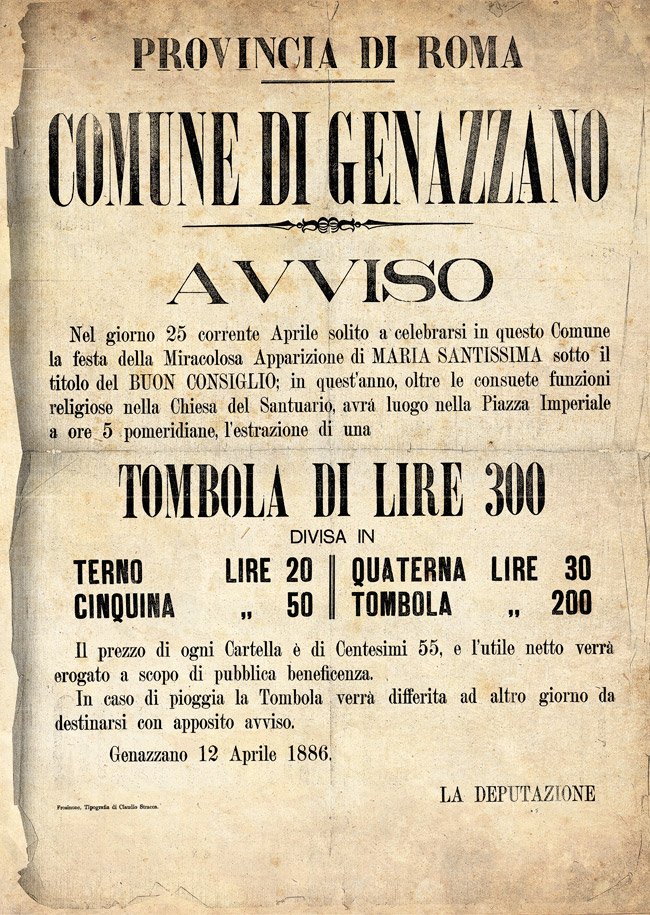 PROVINCIA DI ROMA
COMUNE DI GENAZZANO
AVVISO
Nel giorno 25 corrente Aprile solito a celebrarsi in questo Comune
la festa della Miracolosa Apparizione di MARIA SANTISSIMA sotto il
titolo del BUON CONSIGLIO; in quest'anno, oltre le consuete funzioni
religiose nella Chiesa del Santuario, avrá luogo nella Piazza Imperiale
a ore 5 pomeridiane, l'estrazione di una
TOMBOLA DI LIRE 300
DIVISA IN
TERNO LIRE 20 QUATERNA LIRE 30
CINQUINA „ 50 TOMBOLA „ 200
Il prezzo di ogni Cartella è di Centesimi 55, e l'utile netto verrà
erogato a scopo di pubblica beneficenza.
In caso di pioggia la Tombola verrà differita ad altro giorno da
destinarsi con apposito avviso.
Genazzano 12 Aprile 1886.
LA DEPUTAZIONE
Frosinone, Tipografia di Claudio Stracca.